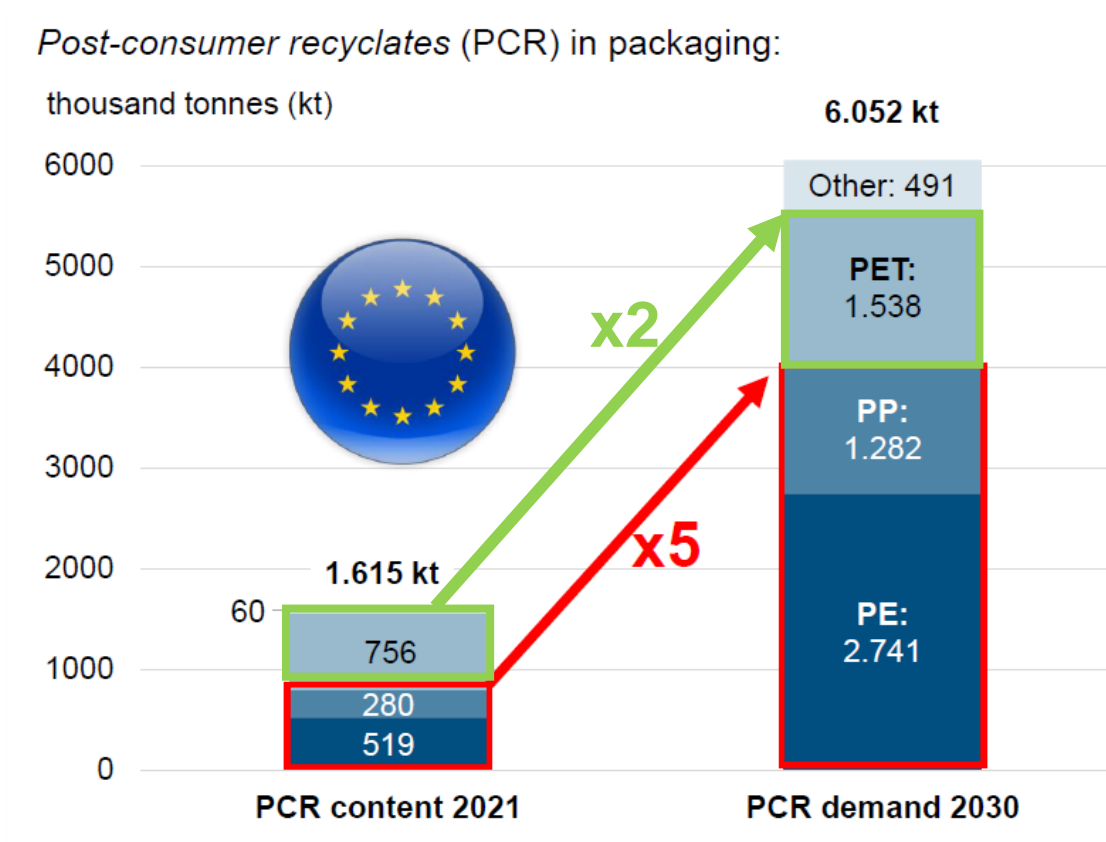 Post-consumer recyclates (PCR) in packaging:
thousand tonnes (kt)
6.052 kt
6000
Other: 491
5000
PET:
1.538
x2
4000
PP:
1.282
3000
x5
2000
1.615 kt
60
PE:
2.741
756
1000
280
519
0
PCR content 2021
PCR demand 2030